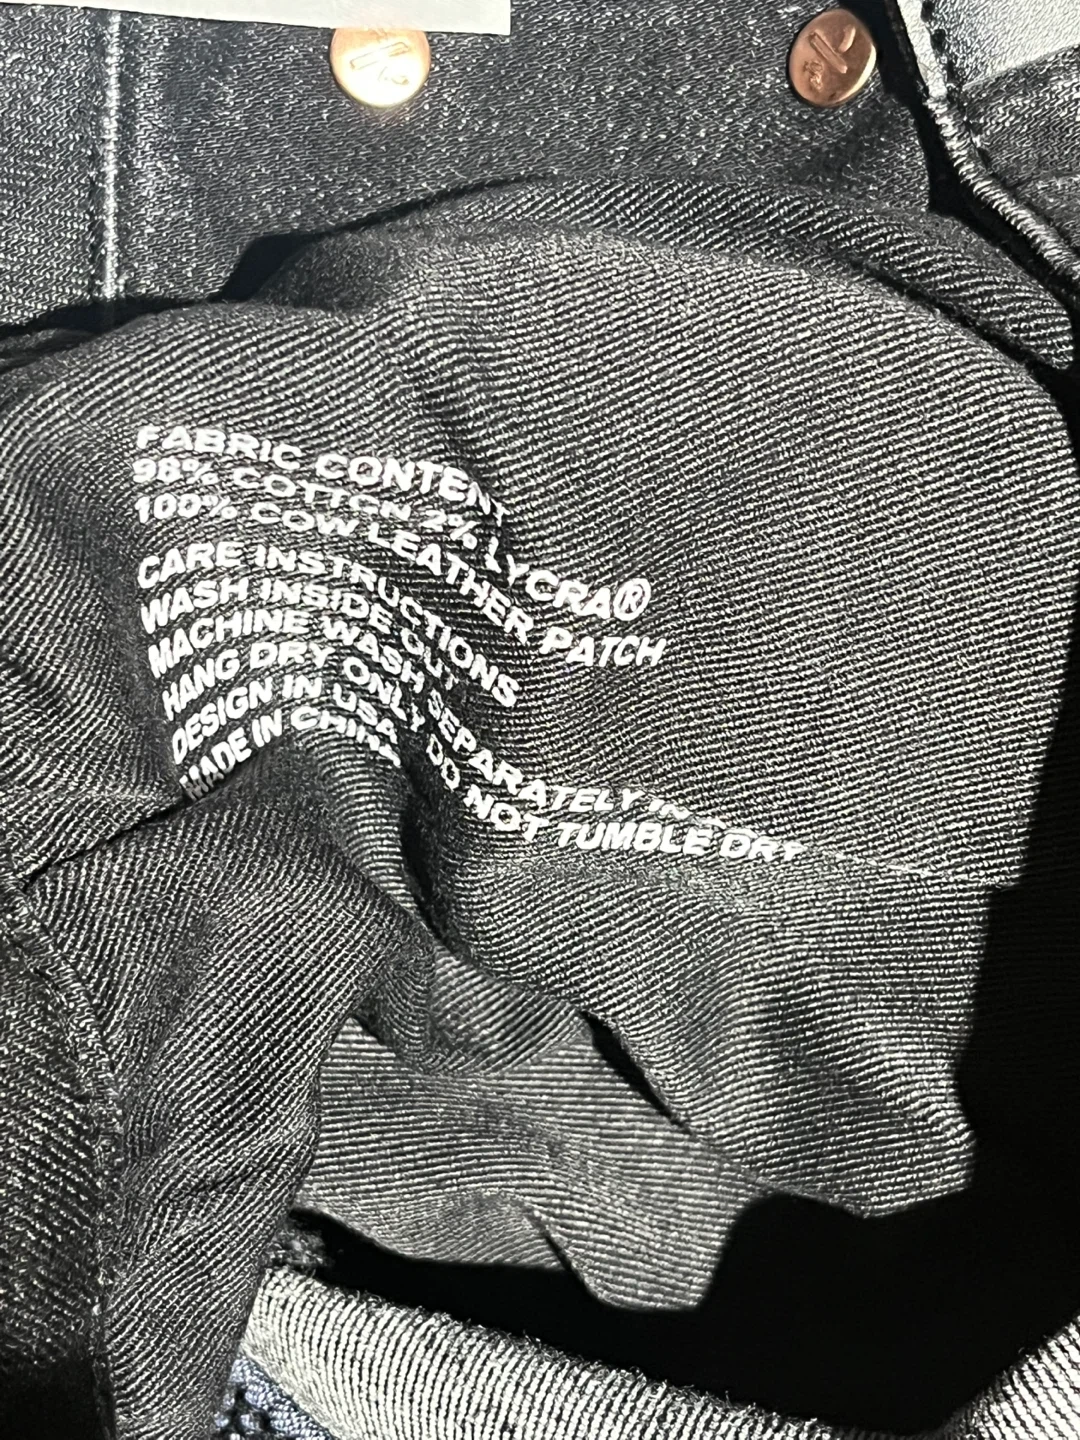 FABRIC CONTENT
98% COTTON 2% LYCRA®
100% COW LEATHER PATCH
CARE INSTRUCTIONS
WASH INSIDE OUT
MACHINE WASH SEPARATELY IN
HANG DRY ONLY DO NOT TUMBLE DRY
DESIGN IN USA
MADE IN CHINA